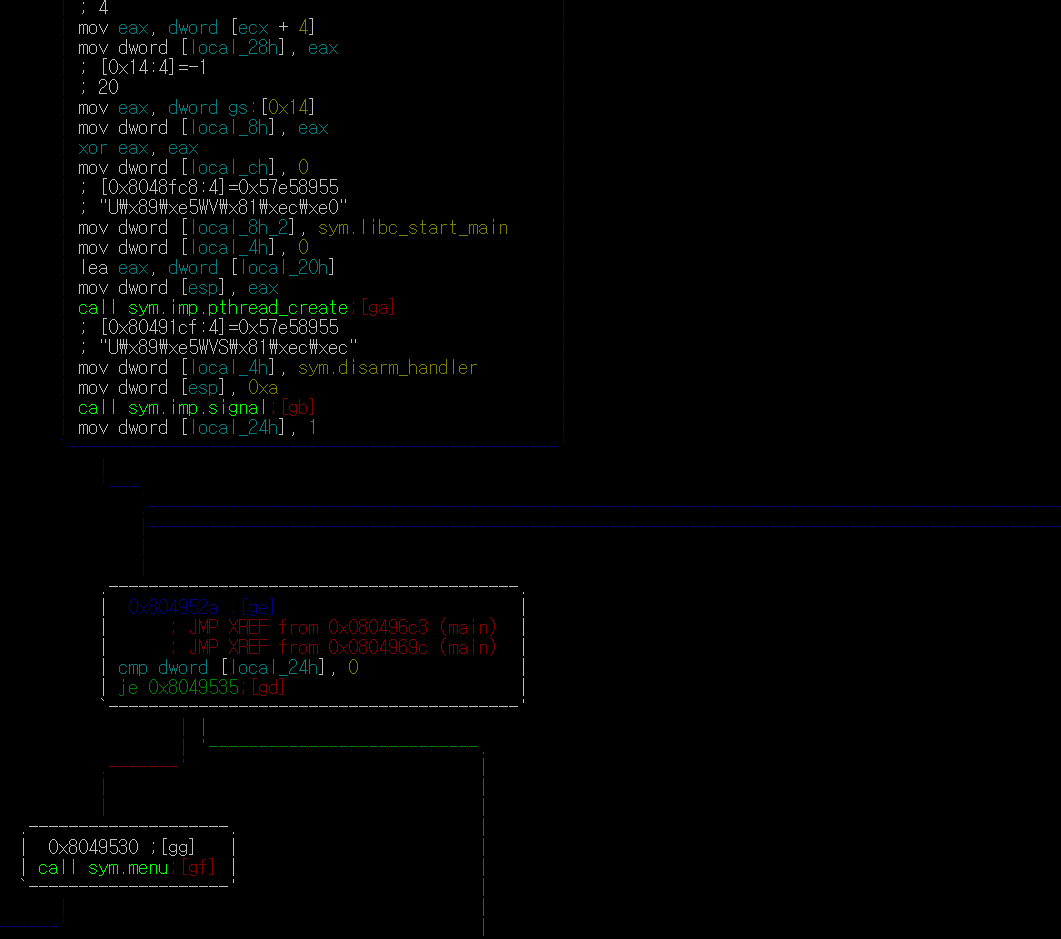 ; 4
mov eax, dword [ecx + 4]
mov dword [local_28h], eax
; [0x14:4]=-1
; 20
mov eax, dword gs:[0x14]
mov dword [local_8h], eax
xor eax, eax
mov dword [local_ch], 0
; [0x8048fc8:4]=0x57e58955
; "U₩x89₩xe5WV₩x81₩xec₩xe0"
mov dword [local_8h_2], sym.libc_start_main
mov dword [local_4h], 0
lea eax, dword [local_20h]
mov dword [esp], eax
call sym.imp.pthread_create;[ga]
; [0x80491cf:4]=0x57e58955
; "U₩x89₩xe5WVS₩x81₩xec₩xec"
mov dword [local_4h], sym.disarm_handler
mov dword [esp], 0xa
call sym.imp.signal;[gb]
mov dword [local_24h], 1
0x804952a ;[ge]
; JMP XREF from 0x080496c3 (main)
; JMP XREF from 0x0804969c (main)
cmp dword [local_24h], 0
je 0x8049535;[gd]
0x8049530 ;[gg]
call sym.menu;[gf]